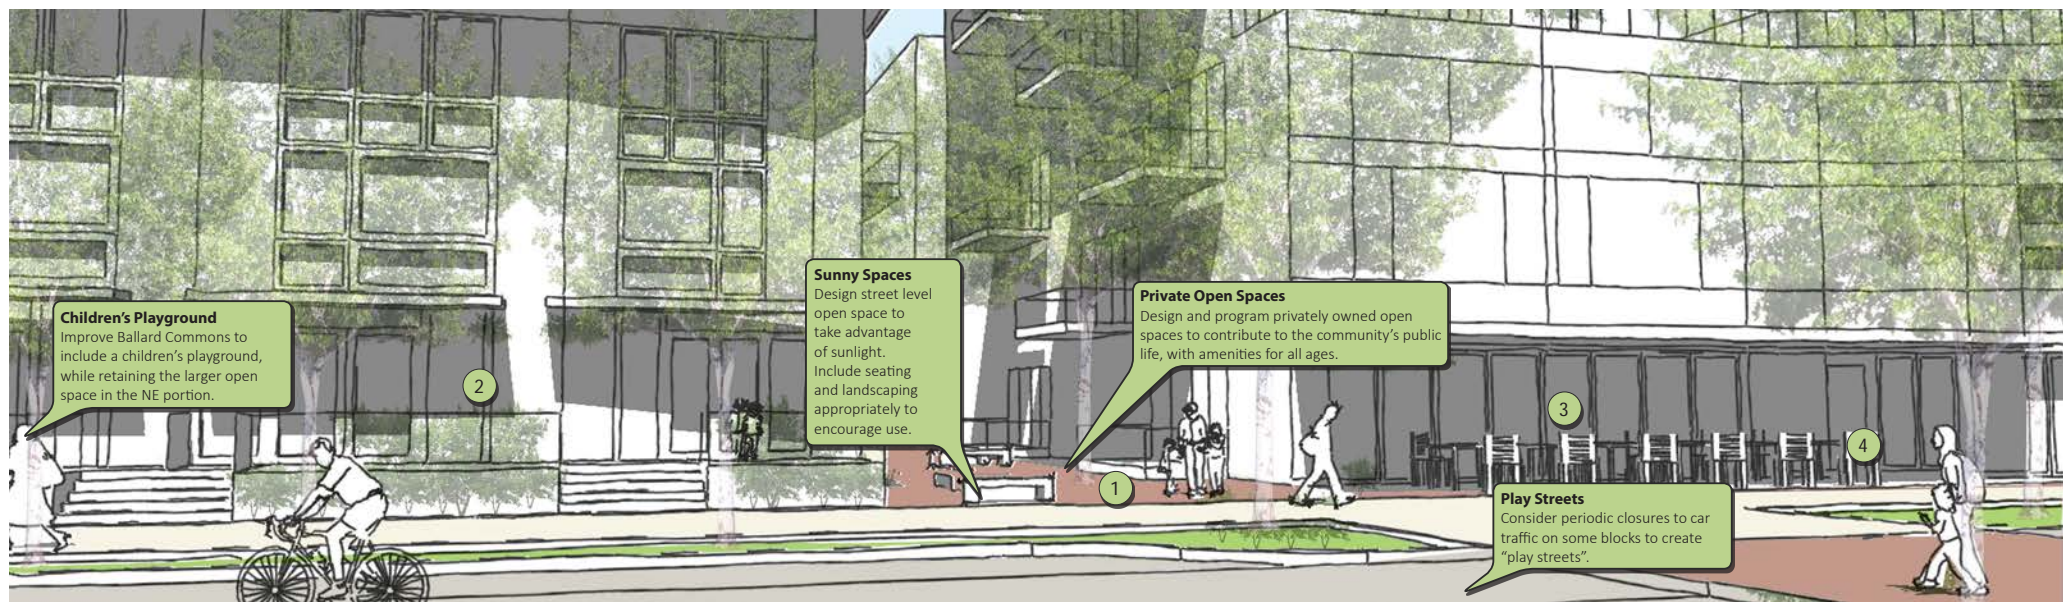 Children’s Playground
Improve Ballard Commons to
include a children’s playground,
while retaining the larger open
space in the NE portion.
2
Sunny Spaces
Design street level
open space to
take advantage
of sunlight.
Include seating
and landscaping
appropriately to
encourage use.
Private Open Spaces
Design and program privately owned open
spaces to contribute to the community’s public
life, with amenities for all ages.
1
3
4
Play Streets
Consider periodic closures to car
traffic on some blocks to create
“play streets”.